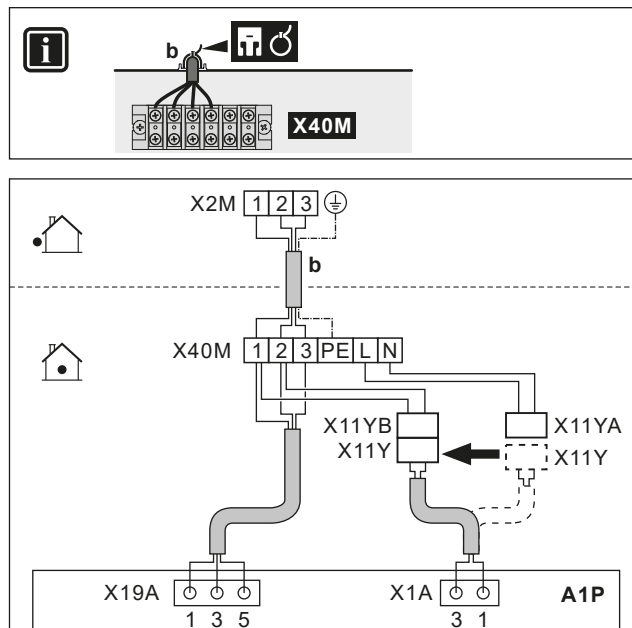 i
b
X40M
X2M 1 2 3
b
X40M 1 2 3 PE L N
X11YB X11YA
X11Y X11Y
X19A X1A A1P
1 3 5 3 1